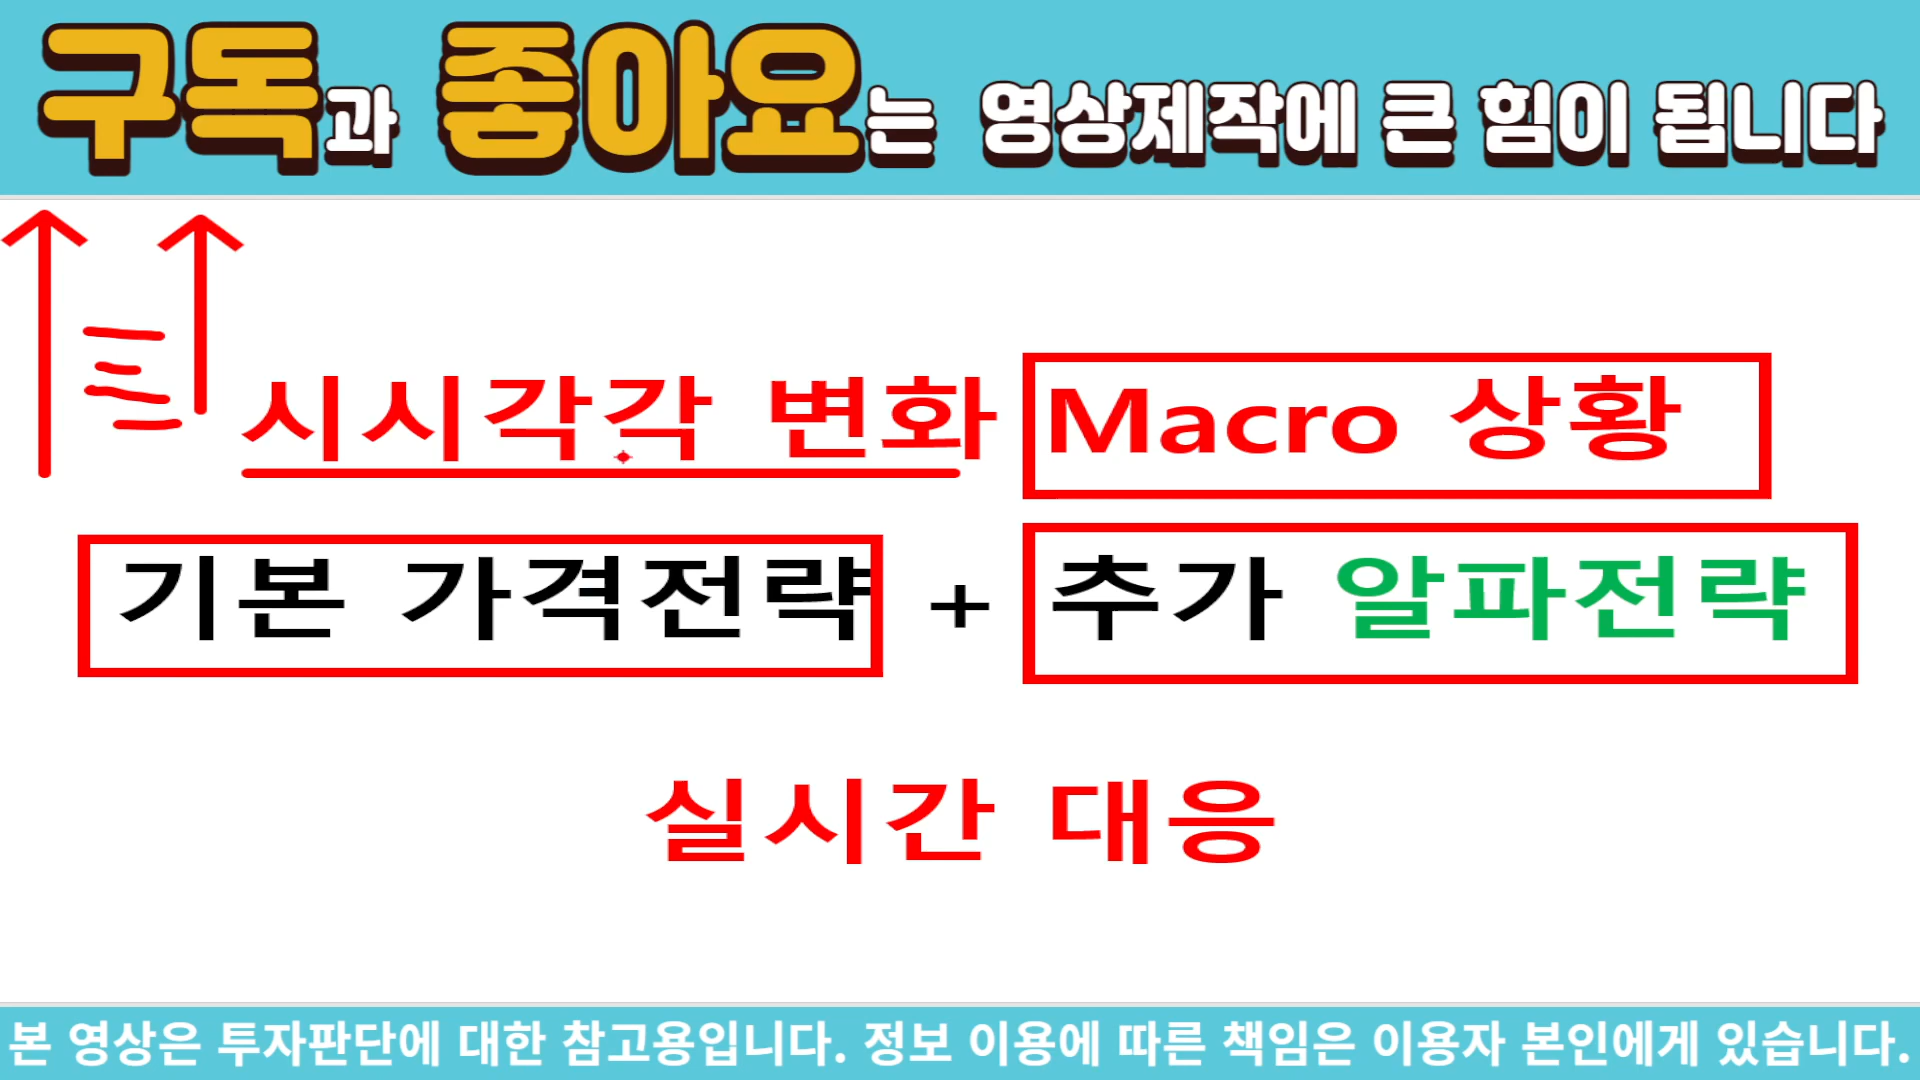 구독과 좋아요는 영상제작에 큰 힘이 됩니다
시시각각 변화 Macro 상황
기본 가격전략 + 추가 알파전략
실시간 대응
본 영상은 투자판단에 대한 참고용입니다. 정보 이용에 따른 책임은 이용자 본인에게 있습니다.